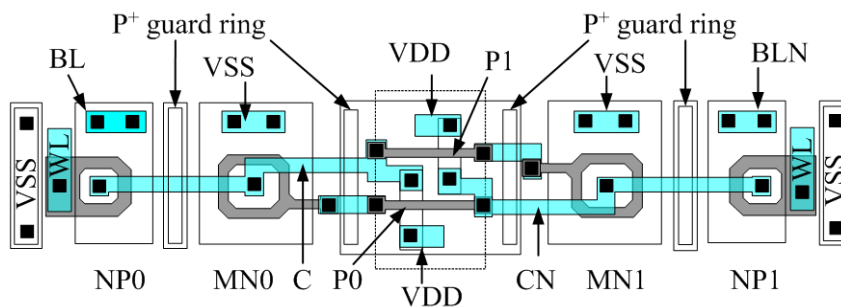 P+ guard ring
P+ guard ring
BL
VSS
VDD
P1
VSS
BLN
VSS
WL
WL
VSS
NP0
MN0
C
P0
VDD
CN
MN1
NP1